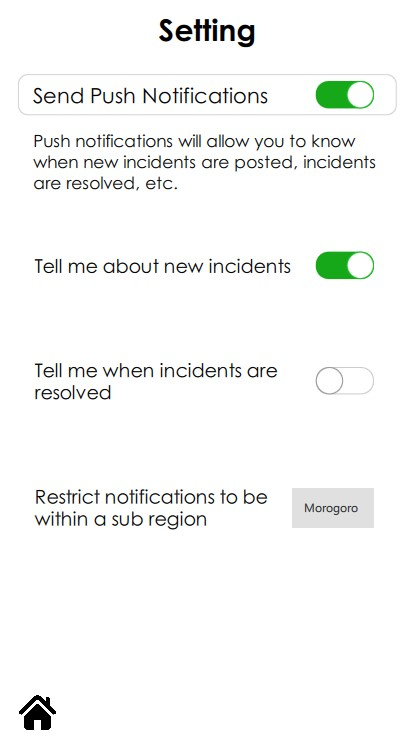 Setting
Send Push Notifications
Push notifications will allow you to know
when new incidents are posted, incidents
are resolved, etc.
Tell me about new incidents
Tell me when incidents are
resolved
Restrict notifications to be
within a sub region
Morogoro